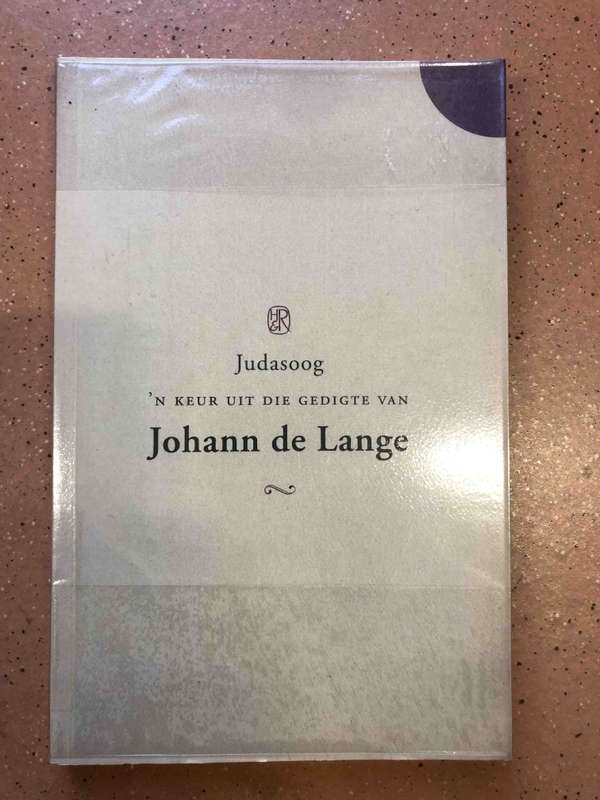 H&R
Judasoog
’N KEUR UIT DIE GEDIGTE VAN
Johann de Lange